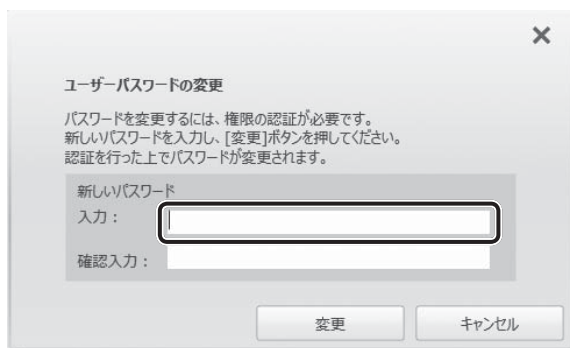 ユーザーパスワードの変更
パスワードを変更するには、権限の認証が必要です。
新しいパスワードを入力し、[変更]ボタンを押してください。
認証を行った上でパスワードが変更されます。
新しいパスワード
入力：
確認入力：
変更 キャンセル